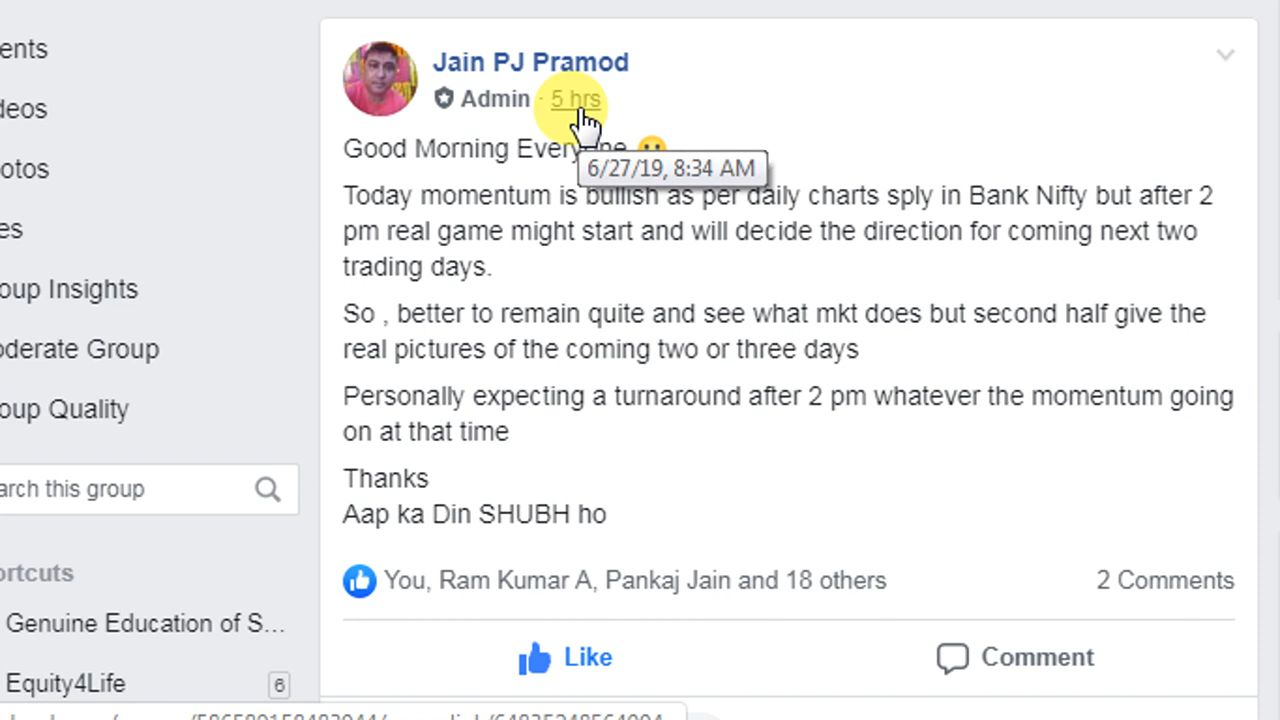 ents
Jain PJ Pramod
Admin · 5 hrs
deos
Good Morning Everyone
6/27/19, 8:34 AM
otos
Today momentum is bullish as per daily charts sply in Bank Nifty but after 2
es
pm real game might start and will decide the direction for coming next two
trading days.
oup Insights
So , better to remain quite and see what mkt does but second half give the
oderate Group
real pictures of the coming two or three days
oup Quality
Personally expecting a turnaround after 2 pm whatever the momentum going
on at that time
arch this group
Thanks
Aap ka Din SHUBH ho
ortcuts
You, Ram Kumar A, Pankaj Jain and 18 others
2 Comments
Genuine Education of S...
Like
Comment
Equity4Life
6